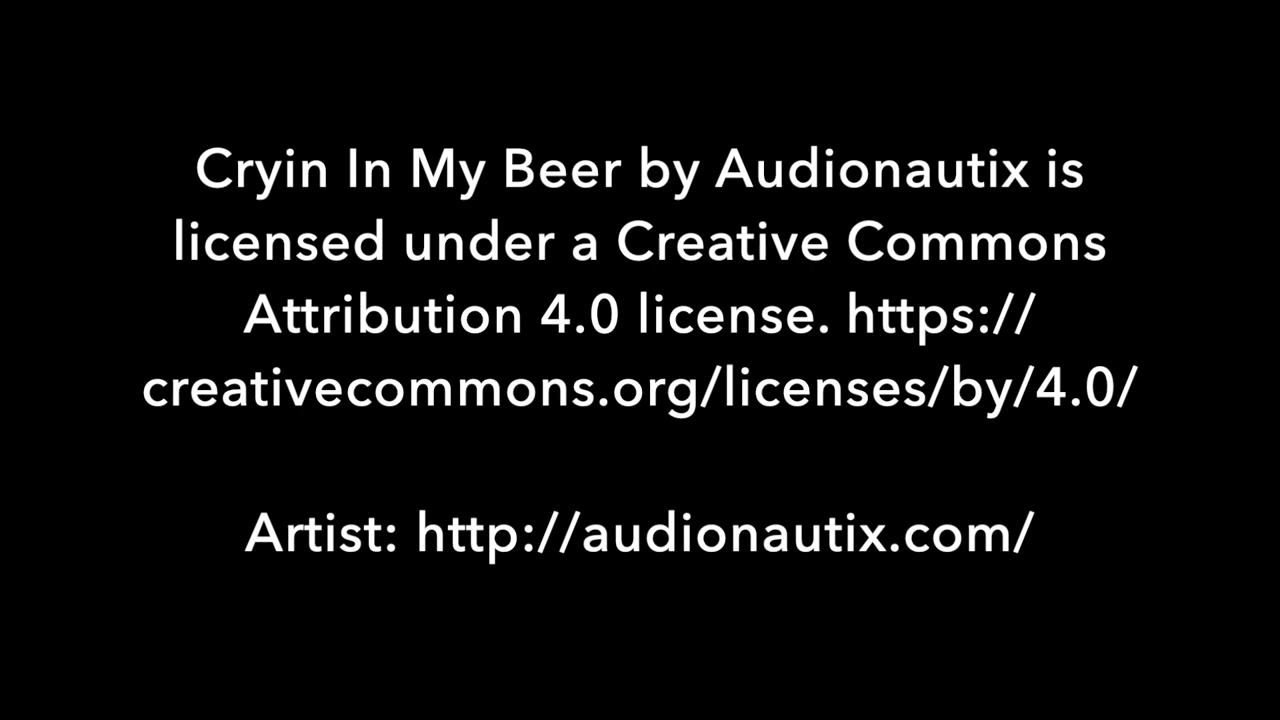 Cryin In My Beer by Audionautix is
licensed under a Creative Commons
Attribution 4.0 license. https://
creativecommons.org/licenses/by/4.0/
Artist: http://audionautix.com/